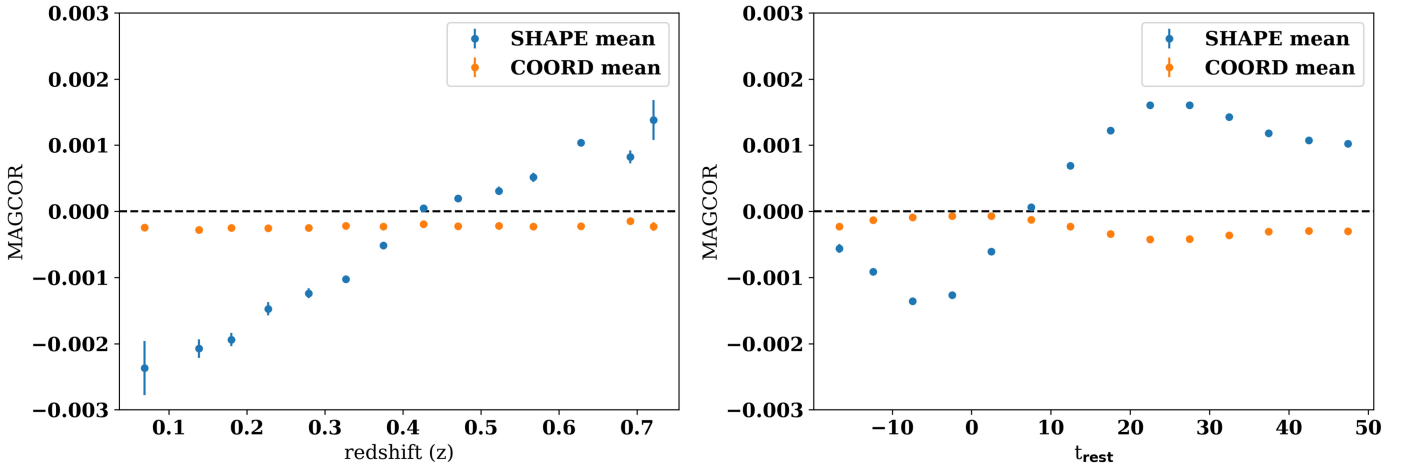 0.003
0.002
0.001
0.000
−0.001
−0.002
−0.003
MAGCOR
SHAPE mean
COORD mean
0.1 0.2 0.3 0.4 0.5 0.6 0.7
redshift (z)
0.003
0.002
0.001
0.000
−0.001
−0.002
−0.003
MAGCOR
SHAPE mean
COORD mean
−10 0 10 20 30 40 50
t_rest